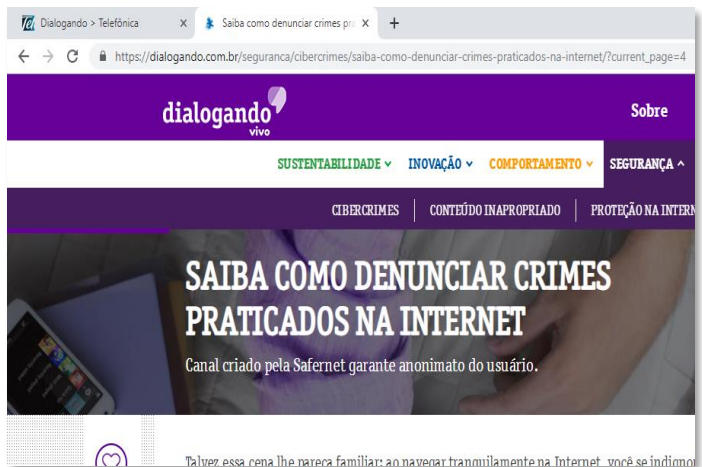 Dialogando > Telefônica
Saiba como denunciar crimes pra
https://dialogando.com.br/seguranca/cibercrimes/saiba-como-denunciar-crimes-praticados-na-internet/?current_page=4
dialogando
vivo
Sobre
SUSTENTABILIDADE INOVAÇÃO COMPORTAMENTO SEGURANÇA
CIBERCRIMES CONTEÚDO INAPROPRIADO PROTEÇÃO NA INTERN
SAIBA COMO DENUNCIAR CRIMES
PRATICADOS NA INTERNET
Canal criado pela Safernet garante anonimato do usuário.
Talvez essa cena lhe pareça familiar: ao navegar tranquilamente na Internet, você se indignou